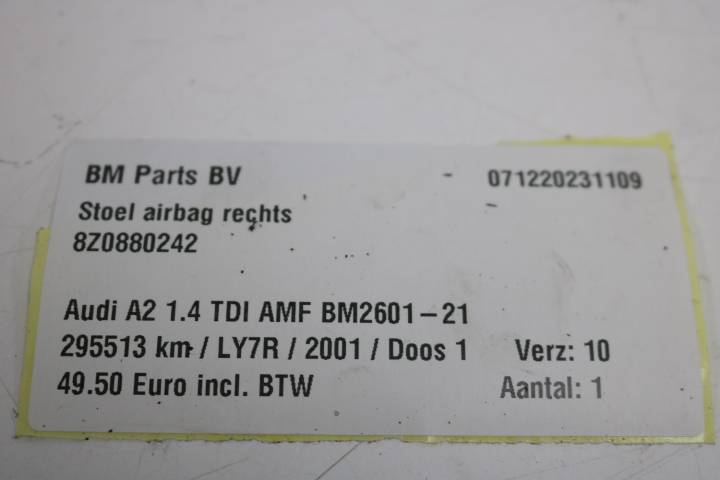 BM Parts BV 071220231109
Stoel airbag rechts
8Z0880242
Audi A2 1.4 TDI AMF BM2601-21
295513 km / LY7R / 2001 / Doos 1 Verz: 10
49.50 Euro incl. BTW Aantal: 1